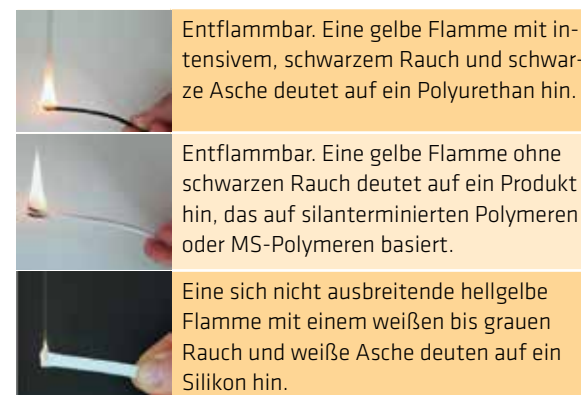 Entflammbar. Eine gelbe Flamme mit in-
tensivem, schwarzem Rauch und schwar-
ze Asche deutet auf ein Polyurethan hin.
Entflammbar. Eine gelbe Flamme ohne
schwarzen Rauch deutet auf ein Produkt
hin, das auf silanterminierten Polymeren
oder MS-Polymeren basiert.
Eine sich nicht ausbreitende hellgelbe
Flamme mit einem weißen bis grauen
Rauch und weiße Asche deuten auf ein
Silikon hin.